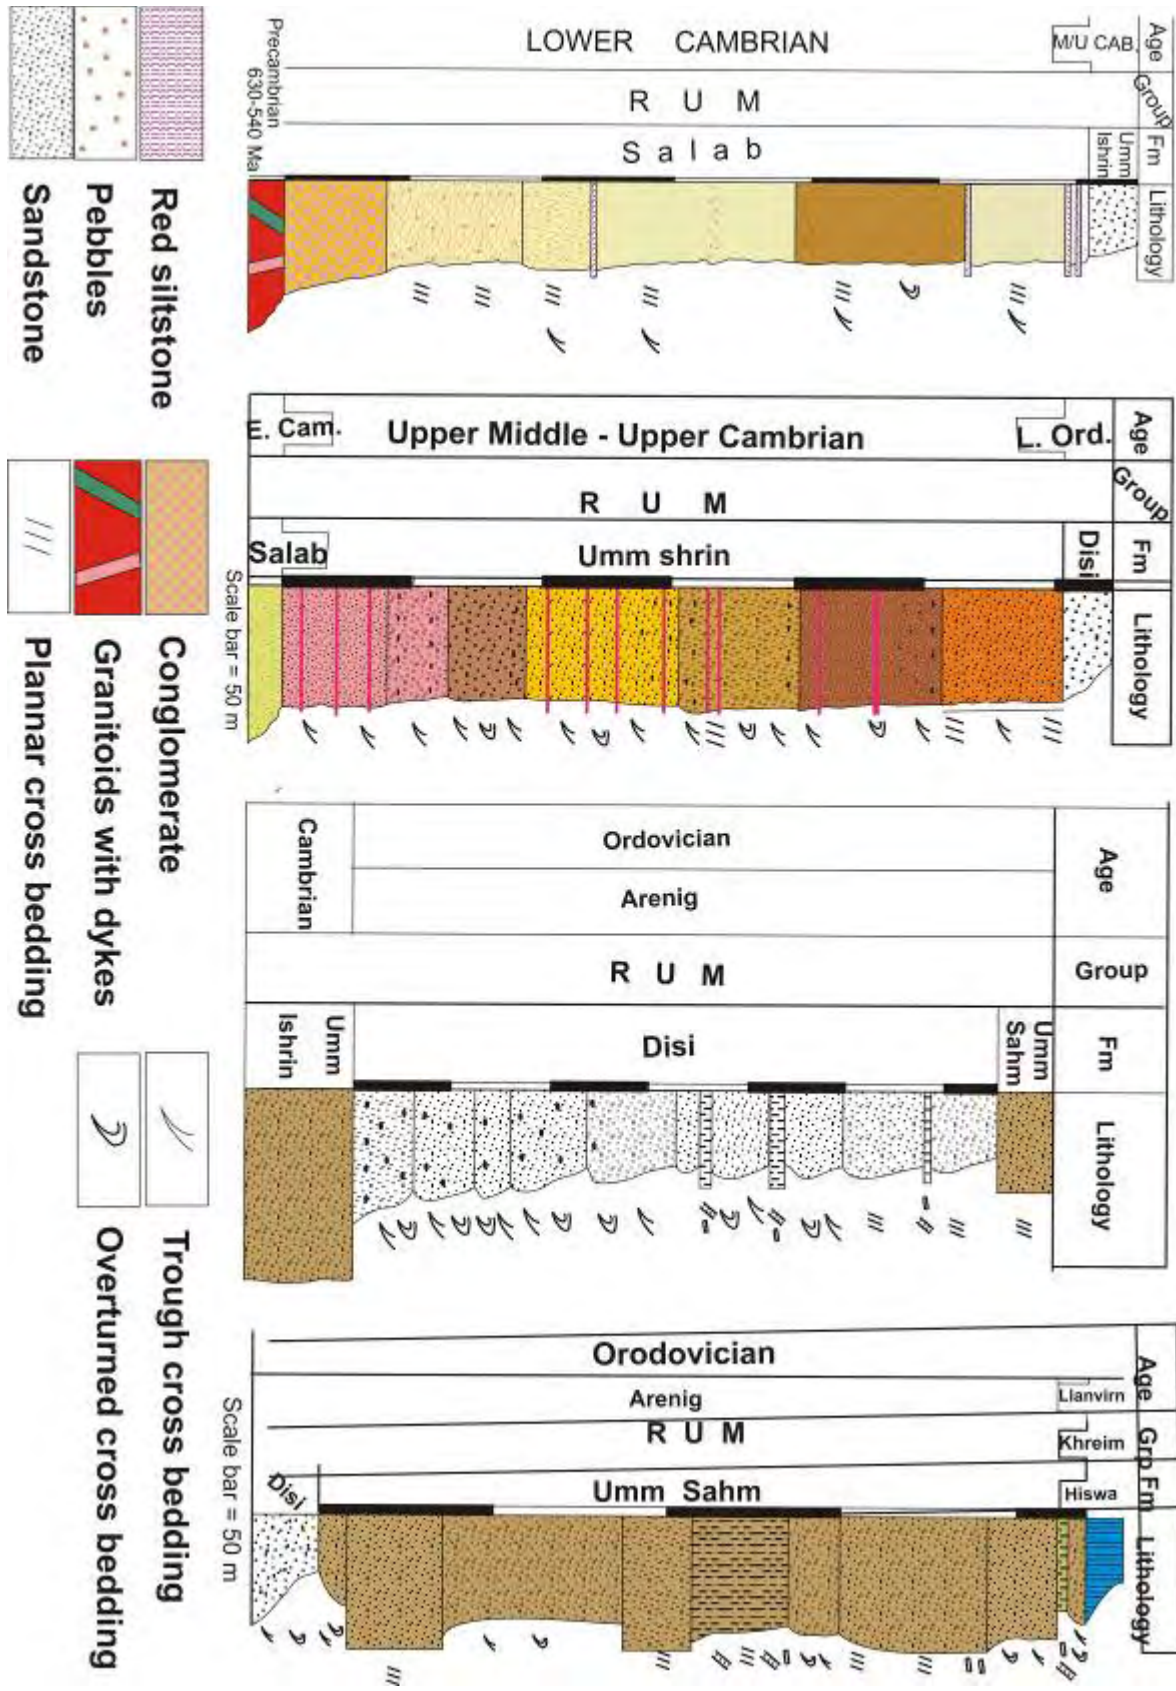 Age
M/U CAB.
LOWER CAMBRIAN
Precambrian
630-540 Ma
Group
R U M
Fm
Umm
Ishrin
S a l a b
Lithology
Age
E. Cam.
Upper Middle - Upper Cambrian
L. Ord.
Group
R U M
Fm
Salab
Umm shrin
Disi
Lithology
Scale bar = 50 m
Age
Cambrian
Ordovician
Arenig
Group
R U M
Fm
Umm
Ishrin
Disi
Umm
Sahm
Lithology
Age
Orodovician
Arenig
Llanvirn
Grp
R U M
Khreim
Fm
Disi
Umm Sahm
Hiswa
Lithology
Scale bar = 50 m
Red siltstone
Pebbles
Sandstone
Conglomerate
Granitoids with dykes
Plannar cross bedding
Trough cross bedding
Overturned cross bedding